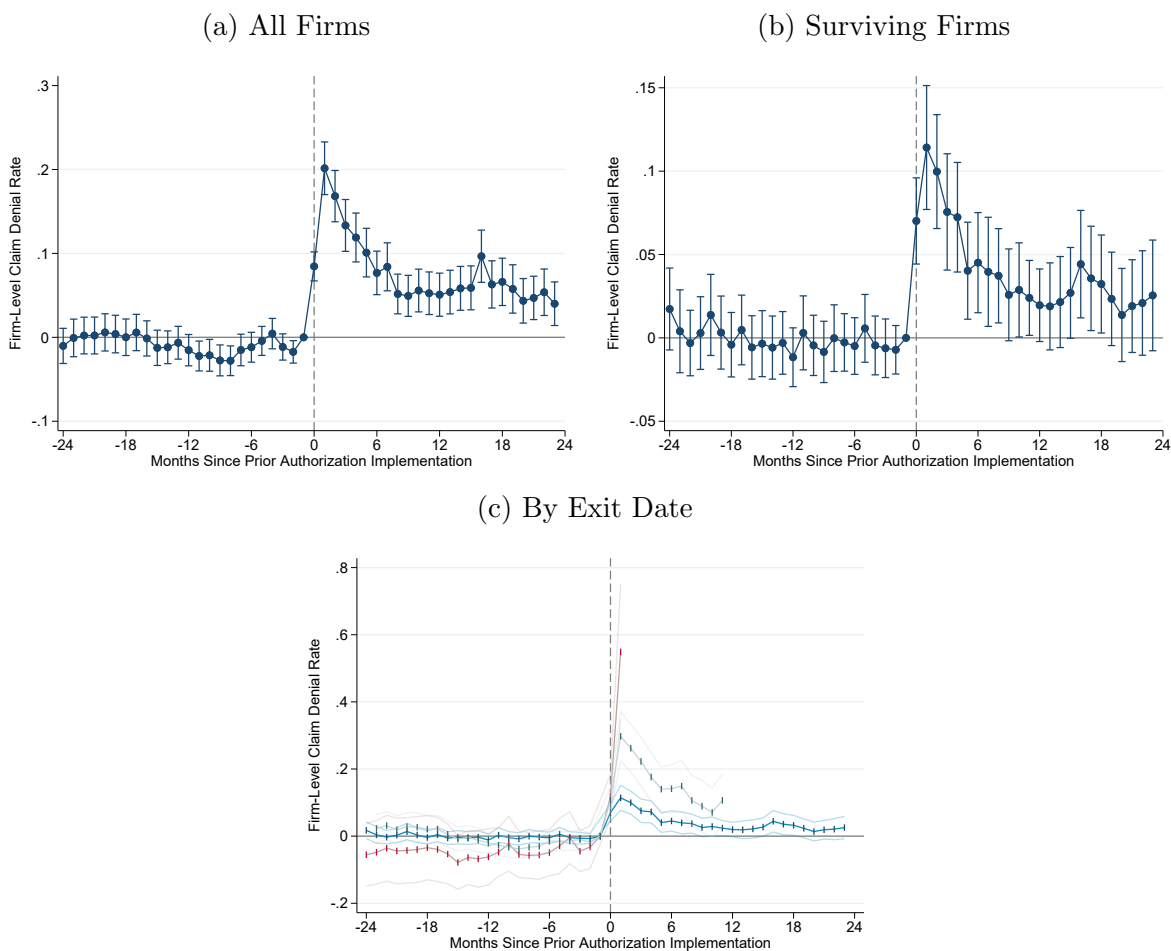 (a) All Firms
Firm-Level Claim Denial Rate
.3
.2
.1
0
-.1
-24 -18 -12 -6 0 6 12 18 24
Months Since Prior Authorization Implementation
(b) Surviving Firms
Firm-Level Claim Denial Rate
.15
.1
.05
0
-.05
-24 -18 -12 -6 0 6 12 18 24
Months Since Prior Authorization Implementation
(c) By Exit Date
Firm-Level Claim Denial Rate
.8
.6
.4
.2
0
-.2
-24 -18 -12 -6 0 6 12 18 24
Months Since Prior Authorization Implementation